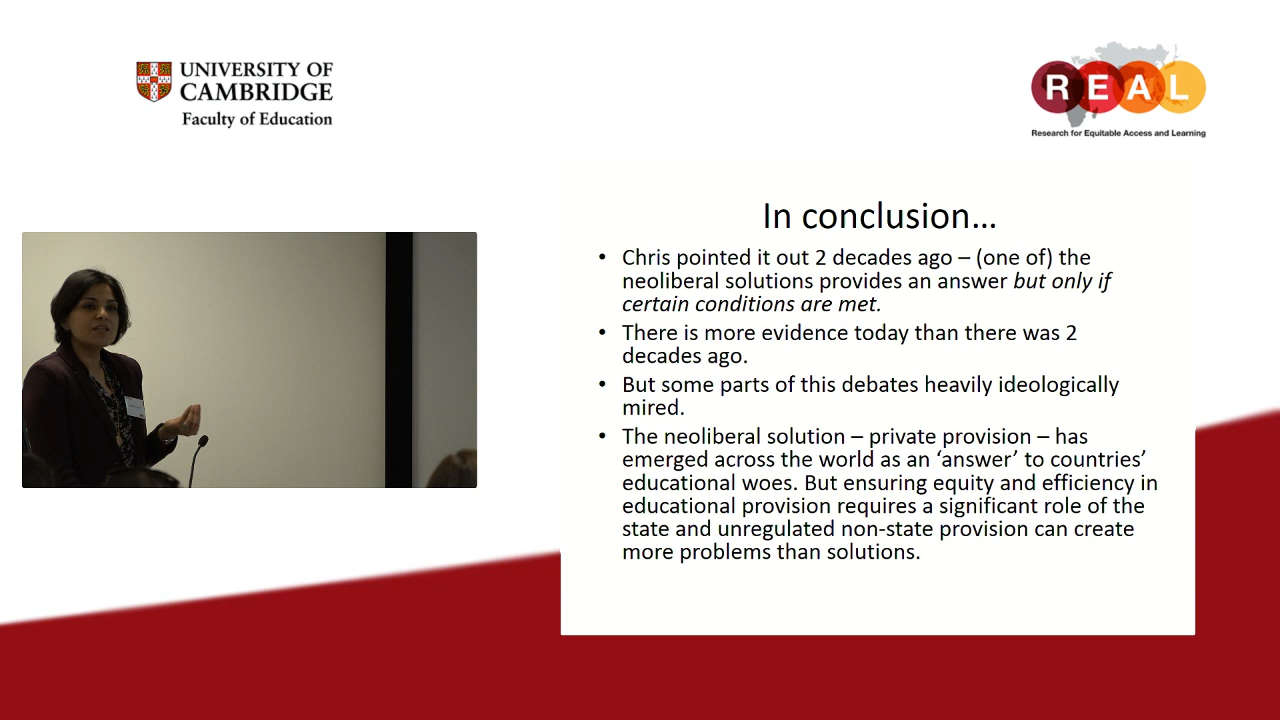 UNIVERSITY OF
CAMBRIDGE
Faculty of Education
REAL
Research for Equitable Access and Learning
In conclusion…
• Chris pointed it out 2 decades ago – (one of) the
neoliberal solutions provides an answer but only if
certain conditions are met.
• There is more evidence today than there was 2
decades ago.
• But some parts of this debates heavily ideologically
mired.
• The neoliberal solution – private provision – has
emerged across the world as an ‘answer’ to countries’
educational woes. But ensuring equity and efficiency in
educational provision requires a significant role of the
state and unregulated non-state provision can create
more problems than solutions.